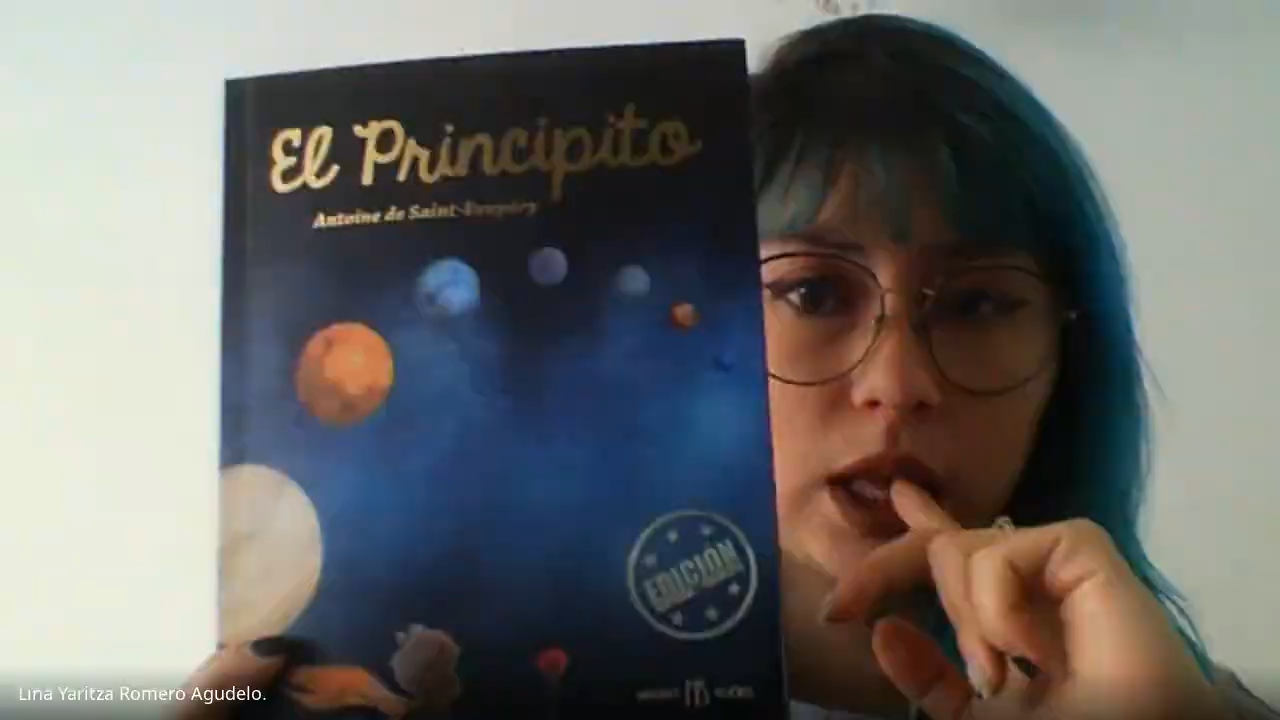 El Principito
Antoine de Saint-Exupéry
EDICIÓN
Lina Yaritza Romero Agudelo.